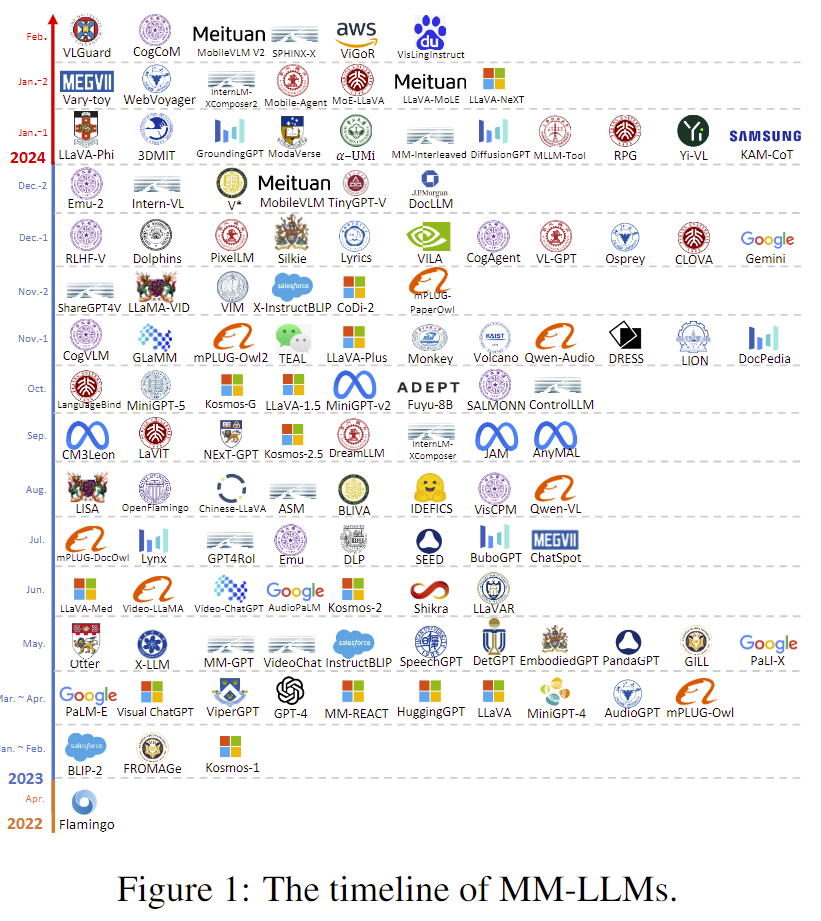 Feb.
Meituan
aws
du
VLGuard CogCoM MobileVLM V2 SPHINX-X ViGoR VisLingInstruct
Jan.-2
MEGVII
Meituan
Vary-toy WebVoyager InternLM-XComposer2 Mobile-Agent MoE-LLaVA LLaVA-MoLE LLaVA-NeXT
Jan.-1
SAMSUNG
2024
LLaVA-Phi 3DMIT GroundingGPT ModaVerse α-UMi MM-Interleaved DiffusionGPT MLLM-Tool RPG Yi-VL KAM-CoT
Dec.-2
Meituan
J.P.Morgan
Emu-2 Intern-VL V* MobileVLM TinyGPT-V DocLLM
Dec.-1
Google
RLHF-V Dolphins PixelLM Silkie Lyrics VILA CogAgent VL-GPT Osprey CLOVA Gemini
Nov.-2
salesforce
ShareGPT4V LLaMA-VID VIM X-InstructBLIP CoDi-2 mPLUG-PaperOwl
Nov.-1
KAIST
CogVLM GLaMM mPLUG-Owl2 TEAL LLaVA-Plus Monkey Volcano Qwen-Audio DRESS LION DocPedia
Oct.
ADEPT
LanguageBind MiniGPT-5 Kosmos-G LLaVA-1.5 MiniGPT-v2 Fuyu-8B SALMONN ControlLLM
Sep.
CM3Leon LaVIT NExT-GPT Kosmos-2.5 DreamLLM InternLM-XComposer JAM AnyMAL
Aug.
LISA OpenFlamingo Chinese-LLaVA ASM BLIVA IDEFICS VisCPM Qwen-VL
Jul.
MEGVII
mPLUG-DocOwl Lynx GPT4RoI Emu DLP SEED BuboGPT ChatSpot
Jun.
Google
LLaVA-Med Video-LLaMA Video-ChatGPT AudioPaLM Kosmos-2 Shikra LLaVAR
May.
salesforce
Google
Otter X-LLM MM-GPT VideoChat InstructBLIP SpeechGPT DetGPT EmbodiedGPT PandaGPT GILL PaLI-X
Mar. ~ Apr.
Google
PaLM-E Visual ChatGPT ViperGPT GPT-4 MM-REACT HuggingGPT LLaVA MiniGPT-4 AudioGPT mPLUG-Owl
Jan. ~ Feb.
salesforce
BLIP-2 FROMAGe Kosmos-1
2023
Apr.
2022
Flamingo
Figure 1: The timeline of MM-LLMs.